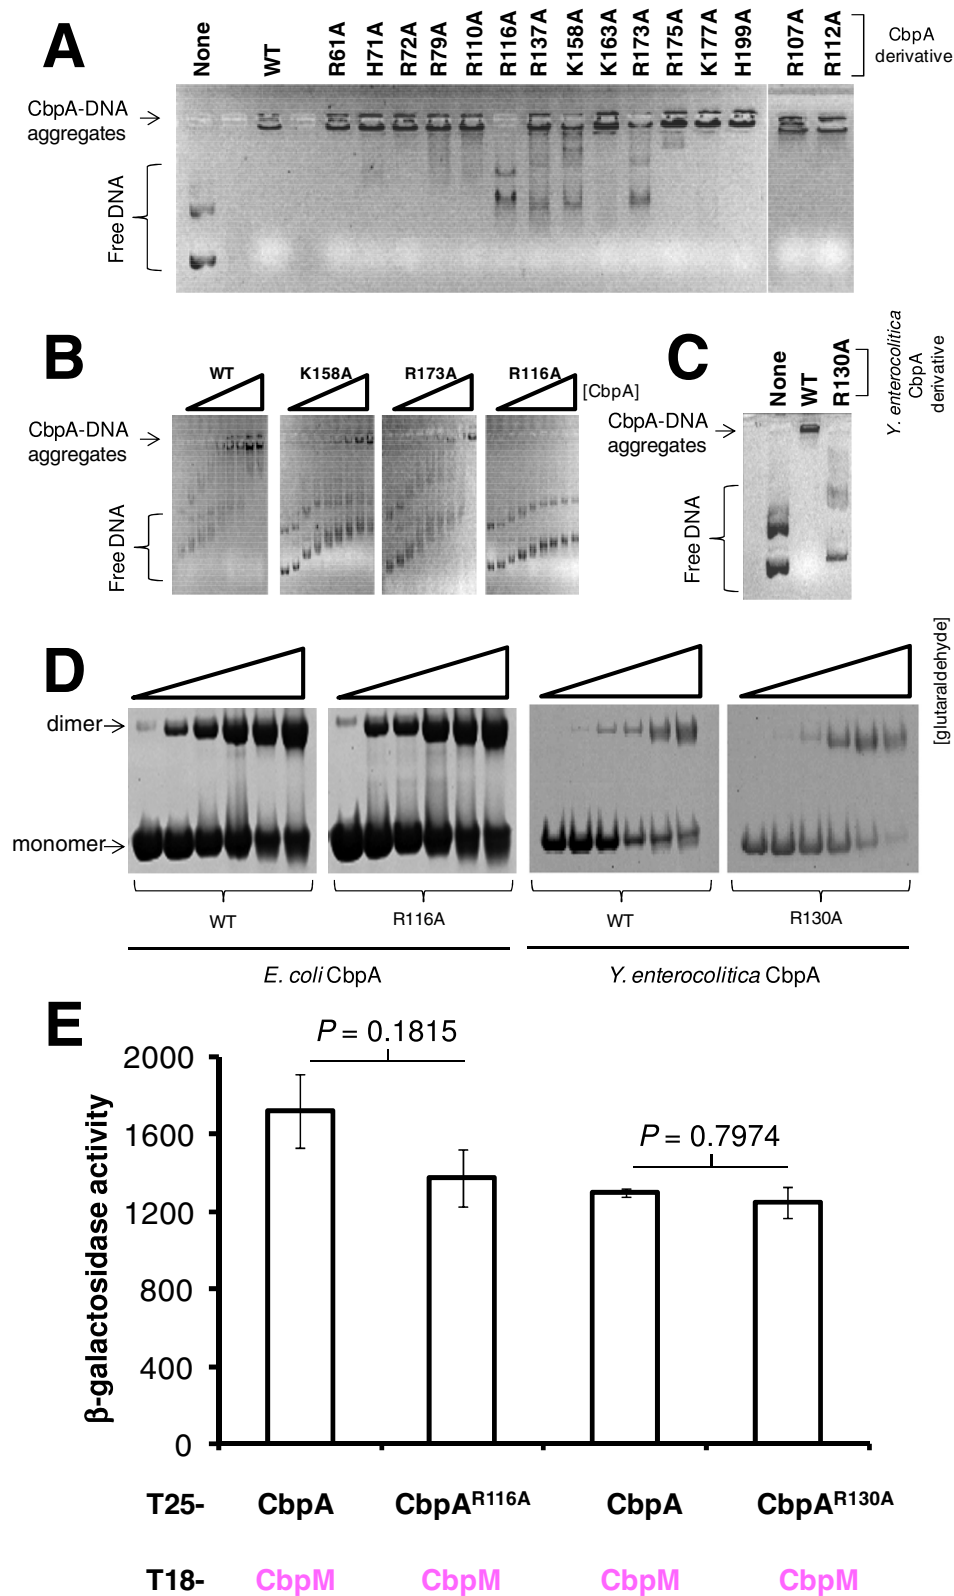 A
None
WT
R61A
H71A
R72A
R79A
R110A
R116A
R137A
K158A
K163A
R173A
R175A
K177A
H199A
R107A
R112A
CbpA
derivative
CbpA-DNA
aggregates
Free DNA
B
WT
K158A
R173A
R116A
[CbpA]
CbpA-DNA
aggregates
Free DNA
C
None
WT
R130A
Y. enterocolitica
CbpA
derivative
CbpA-DNA
aggregates
Free DNA
D
[glutaraldehyde]
dimer
monomer
WT
R116A
WT
R130A
E. coli CbpA
Y. enterocolitica CbpA
E
P = 0.1815
P = 0.7974
β-galactosidase activity
2000
1600
1200
800
400
0
T25- CbpA CbpAR116A CbpA CbpAR130A
T18- CbpM CbpM CbpM CbpM